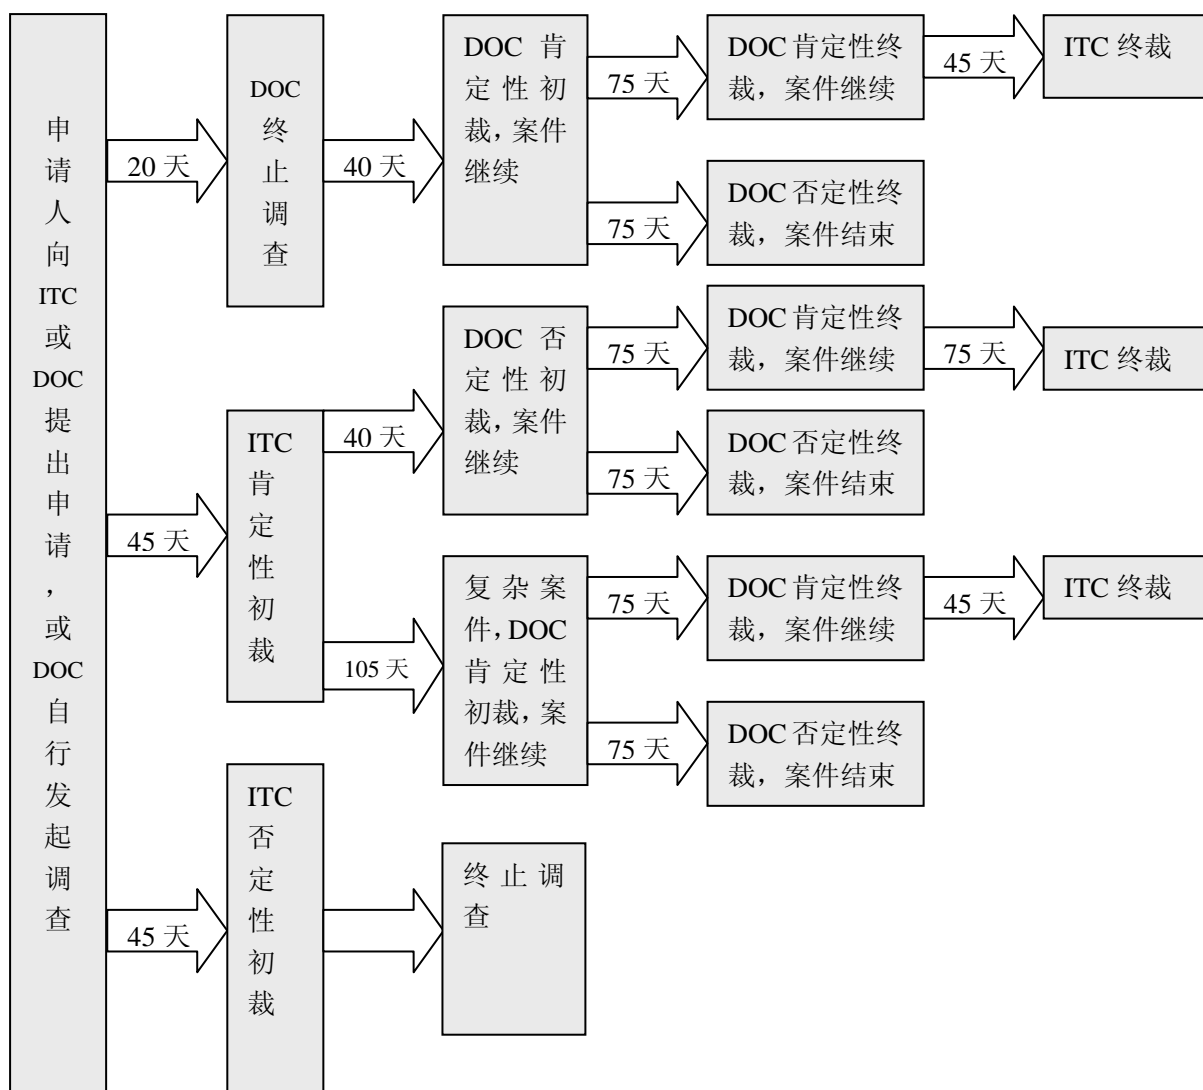 申
请
人
向
ITC
或
DOC
提
出
申
请
，
或
DOC
自
行
发
起
调
查
20 天
DOC
终
止
调
查
40 天
DOC 肯
定性初
裁，案件
继续
75 天
DOC 肯定性终
裁，案件继续
45 天
ITC 终裁
75 天
DOC 否定性终
裁，案件结束
45 天
ITC
肯
定
性
初
裁
40 天
DOC 否
定性初
裁，案件
继续
75 天
DOC 肯定性终
裁，案件继续
75 天
ITC 终裁
75 天
DOC 否定性终
裁，案件结束
105 天
复杂案
件，DOC
肯定性
初裁，案
件继续
75 天
DOC 肯定性终
裁，案件继续
45 天
ITC 终裁
75 天
DOC 否定性终
裁，案件结束
45 天
ITC
否
定
性
初
裁
终止调
查